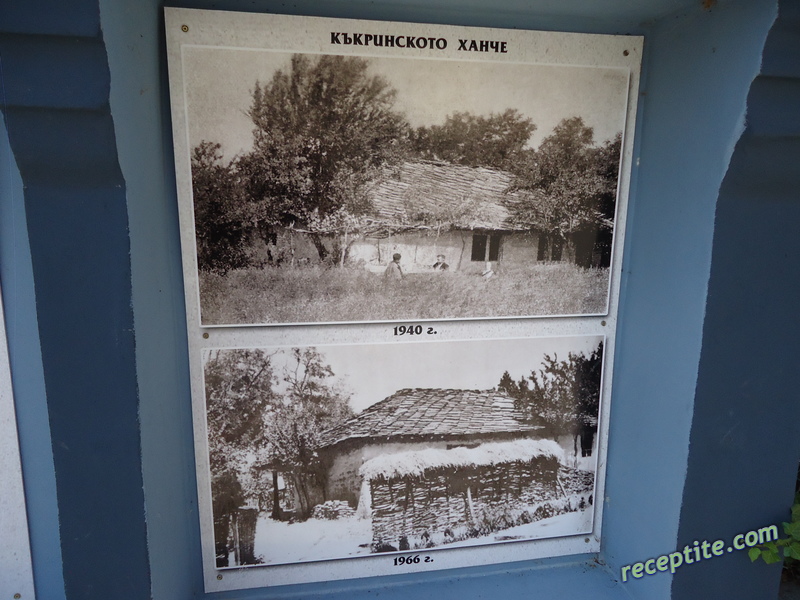 КЪКРИНСКОТО ХАНЧЕ
1940 г.
1966 г.
receptite.com